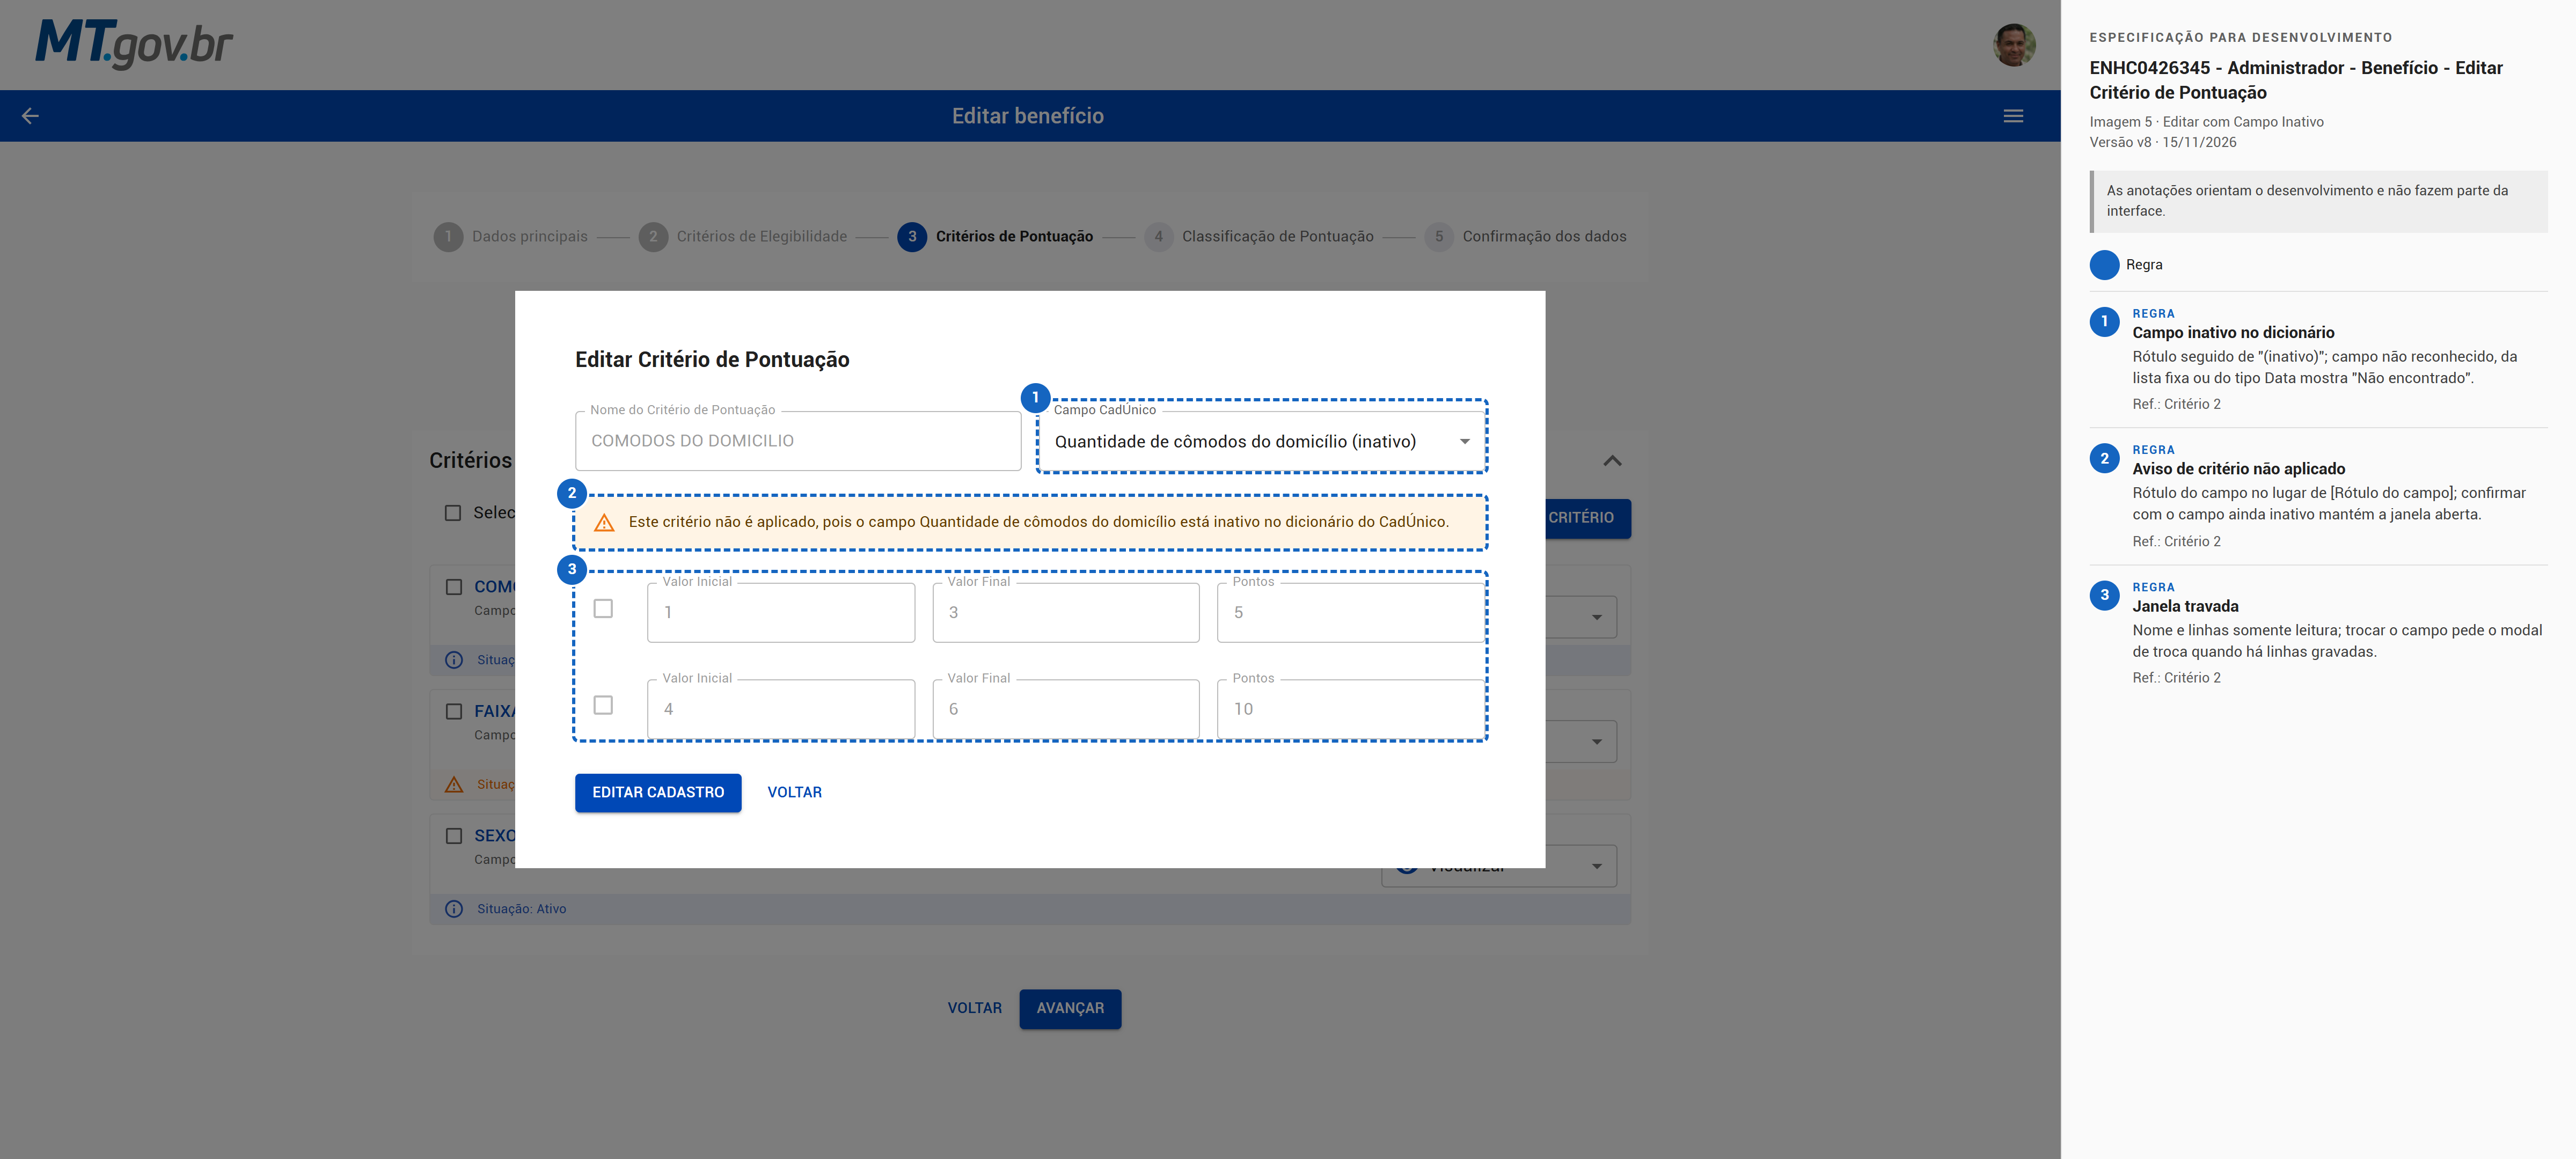 MT.gov.br
Editar benefício
1 Dados principais
2 Critérios de Elegibilidade
3 Critérios de Pontuação
4 Classificação de Pontuação
5 Confirmação dos dados
Critérios
Selec
CRITÉRIO
COM
Campo
Situaç
FAIXA
Campo
Situaç
SEXO
Campo
Situação: Ativo
VOLTAR
AVANÇAR
Editar Critério de Pontuação
Nome do Critério de Pontuação
COMODOS DO DOMICILIO
1
Campo CadÚnico
Quantidade de cômodos do domicílio (inativo)
2
Este critério não é aplicado, pois o campo Quantidade de cômodos do domicílio está inativo no dicionário do CadÚnico.
3
Valor Inicial
1
Valor Final
3
Pontos
5
Valor Inicial
4
Valor Final
6
Pontos
10
EDITAR CADASTRO
VOLTAR
ESPECIFICAÇÃO PARA DESENVOLVIMENTO
ENHC0426345 - Administrador - Benefício - Editar
Critério de Pontuação
Imagem 5 · Editar com Campo Inativo
Versão v8 · 15/11/2026
As anotações orientam o desenvolvimento e não fazem parte da
interface.
Regra
1
REGRA
Campo inativo no dicionário
Rótulo seguido de "(inativo)"; campo não reconhecido, da
lista fixa ou do tipo Data mostra "Não encontrado".
Ref.: Critério 2
2
REGRA
Aviso de critério não aplicado
Rótulo do campo no lugar de [Rótulo do campo]; confirmar
com o campo ainda inativo mantém a janela aberta.
Ref.: Critério 2
3
REGRA
Janela travada
Nome e linhas somente leitura; trocar o campo pede o modal
de troca quando há linhas gravadas.
Ref.: Critério 2